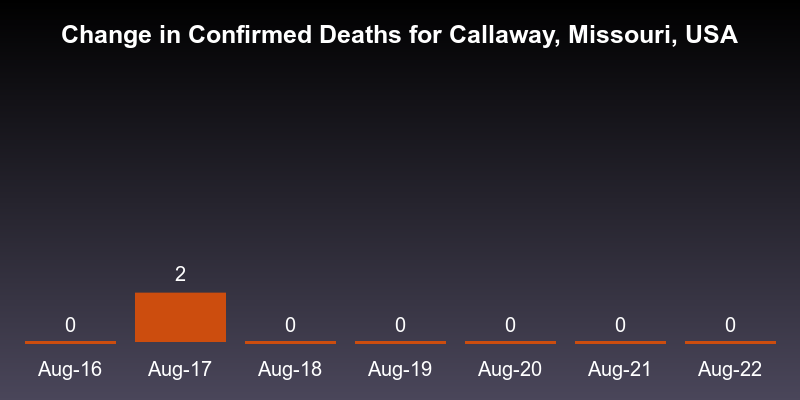 Change in Confirmed Deaths for Callaway, Missouri, USA
2
0 0 0 0 0 0
Aug-16 Aug-17 Aug-18 Aug-19 Aug-20 Aug-21 Aug-22